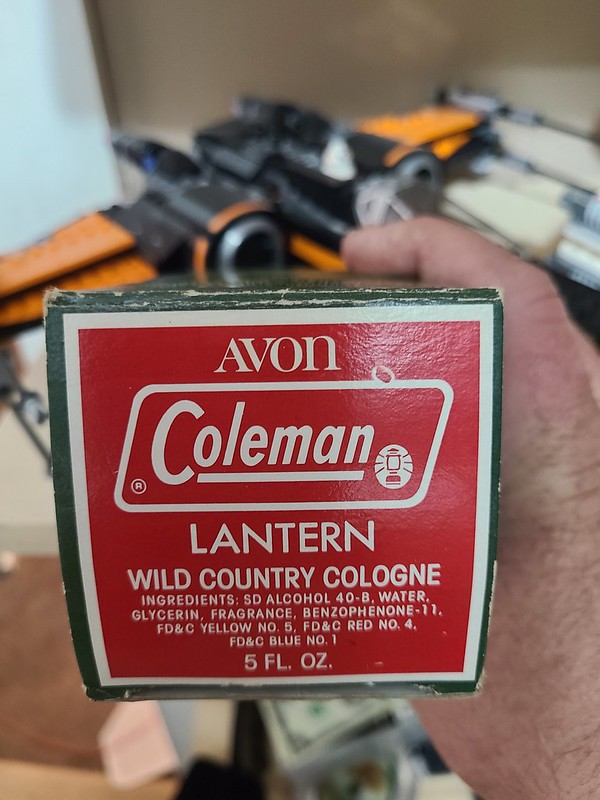 AVON
Coleman
®
LANTERN
WILD COUNTRY COLOGNE
INGREDIENTS: SD ALCOHOL 40-B, WATER,
GLYCERIN, FRAGRANCE, BENZOPHENONE-11,
FD&C YELLOW NO. 5, FD&C RED NO. 4,
FD&C BLUE NO. 1
5 FL. OZ.